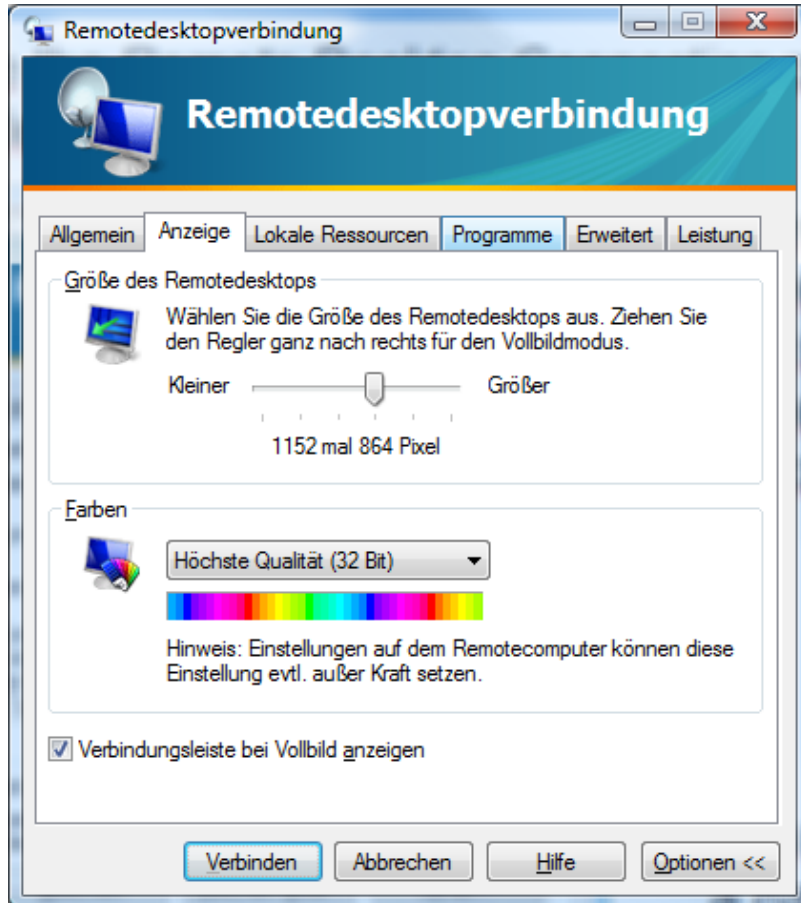 Remotedesktopverbindung
Remotedesktopverbindung
Allgemein Anzeige Lokale Ressourcen Programme Erweitert Leistung
Größe des Remotedesktops
Wählen Sie die Größe des Remotedesktops aus. Ziehen Sie
den Regler ganz nach rechts für den Vollbildmodus.
Kleiner Größer
1152 mal 864 Pixel
Farben
Höchste Qualität (32 Bit)
Hinweis: Einstellungen auf dem Remotecomputer können diese
Einstellung evtl. außer Kraft setzen.
Verbindungsleiste bei Vollbild anzeigen
Verbinden Abbrechen Hilfe Optionen <<